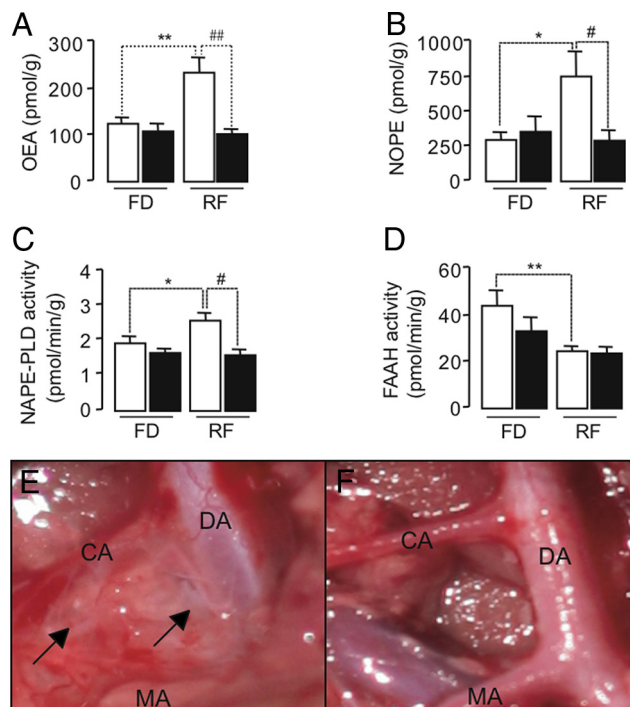 A
OEA (pmol/g)
300
200
100
0
**
##
FD
RF
B
NOPE (pmol/g)
1000
750
500
250
0
*
#
FD
RF
C
NAPE-PLD activity
(pmol/min/g)
4
3
2
1
0
*
#
FD
RF
D
FAAH activity
(pmol/min/g)
60
40
20
0
**
FD
RF
E
CA
DA
MA
F
CA
DA
MA